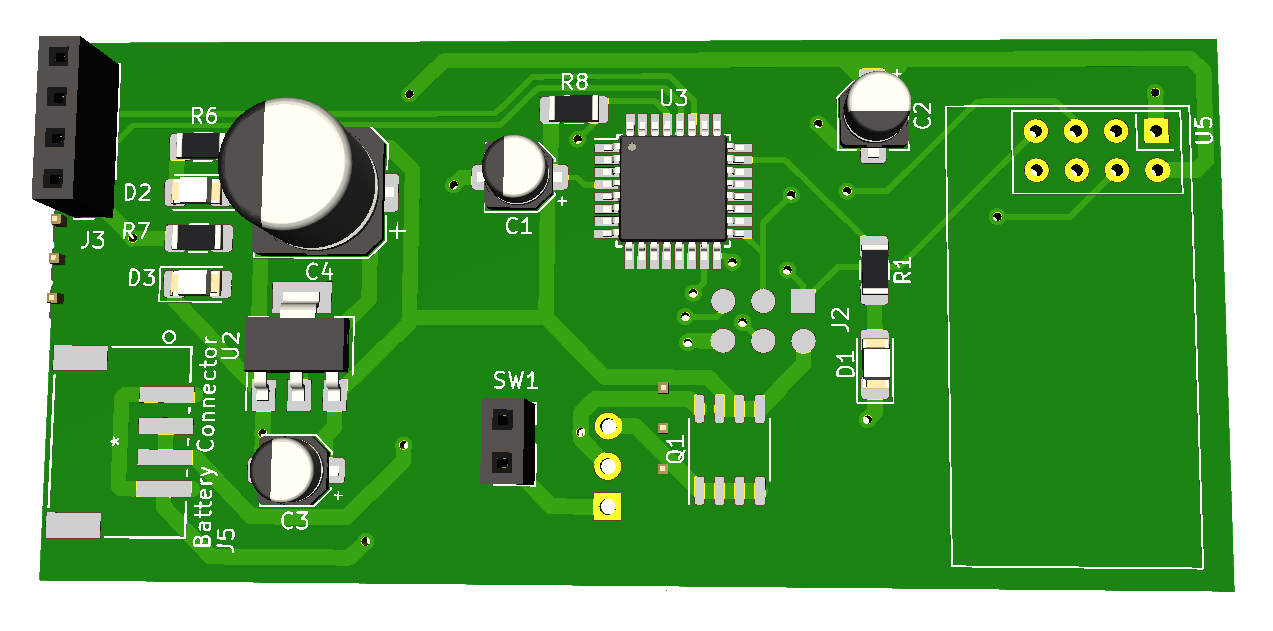 R8
U3
R6
C2
U5
D2
C1
R7
J3
D3
C4
R1
J2
U2
D1
SW1
Q1
*
Battery Connector
J5
C3
+
+
+
+